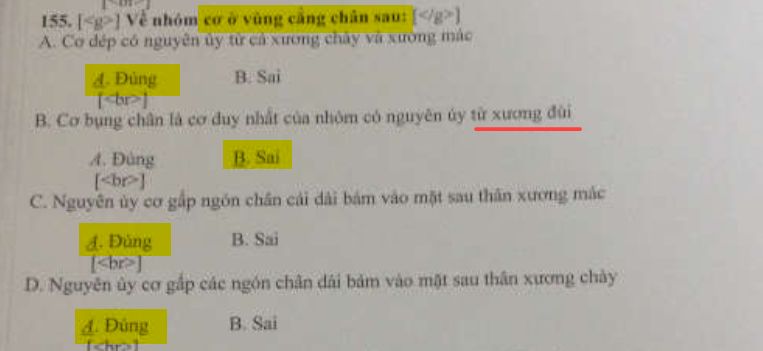 [<br>]
155. [<g>] Về nhóm cơ ở vùng cẳng chân sau: [</g>]
A. Cơ dép có nguyên ủy từ cả xương chày và xương mác
A. Đúng B. Sai
[<br>]
B. Cơ bụng chân là cơ duy nhất của nhóm có nguyên ủy từ xương đùi
A. Đúng B. Sai
[<br>]
C. Nguyên ủy cơ gấp ngón chân cái dài bám vào mặt sau thân xương mác
A. Đúng B. Sai
[<br>]
D. Nguyên ủy cơ gấp các ngón chân dài bám vào mặt sau thân xương chày
A. Đúng B. Sai
[<br>]